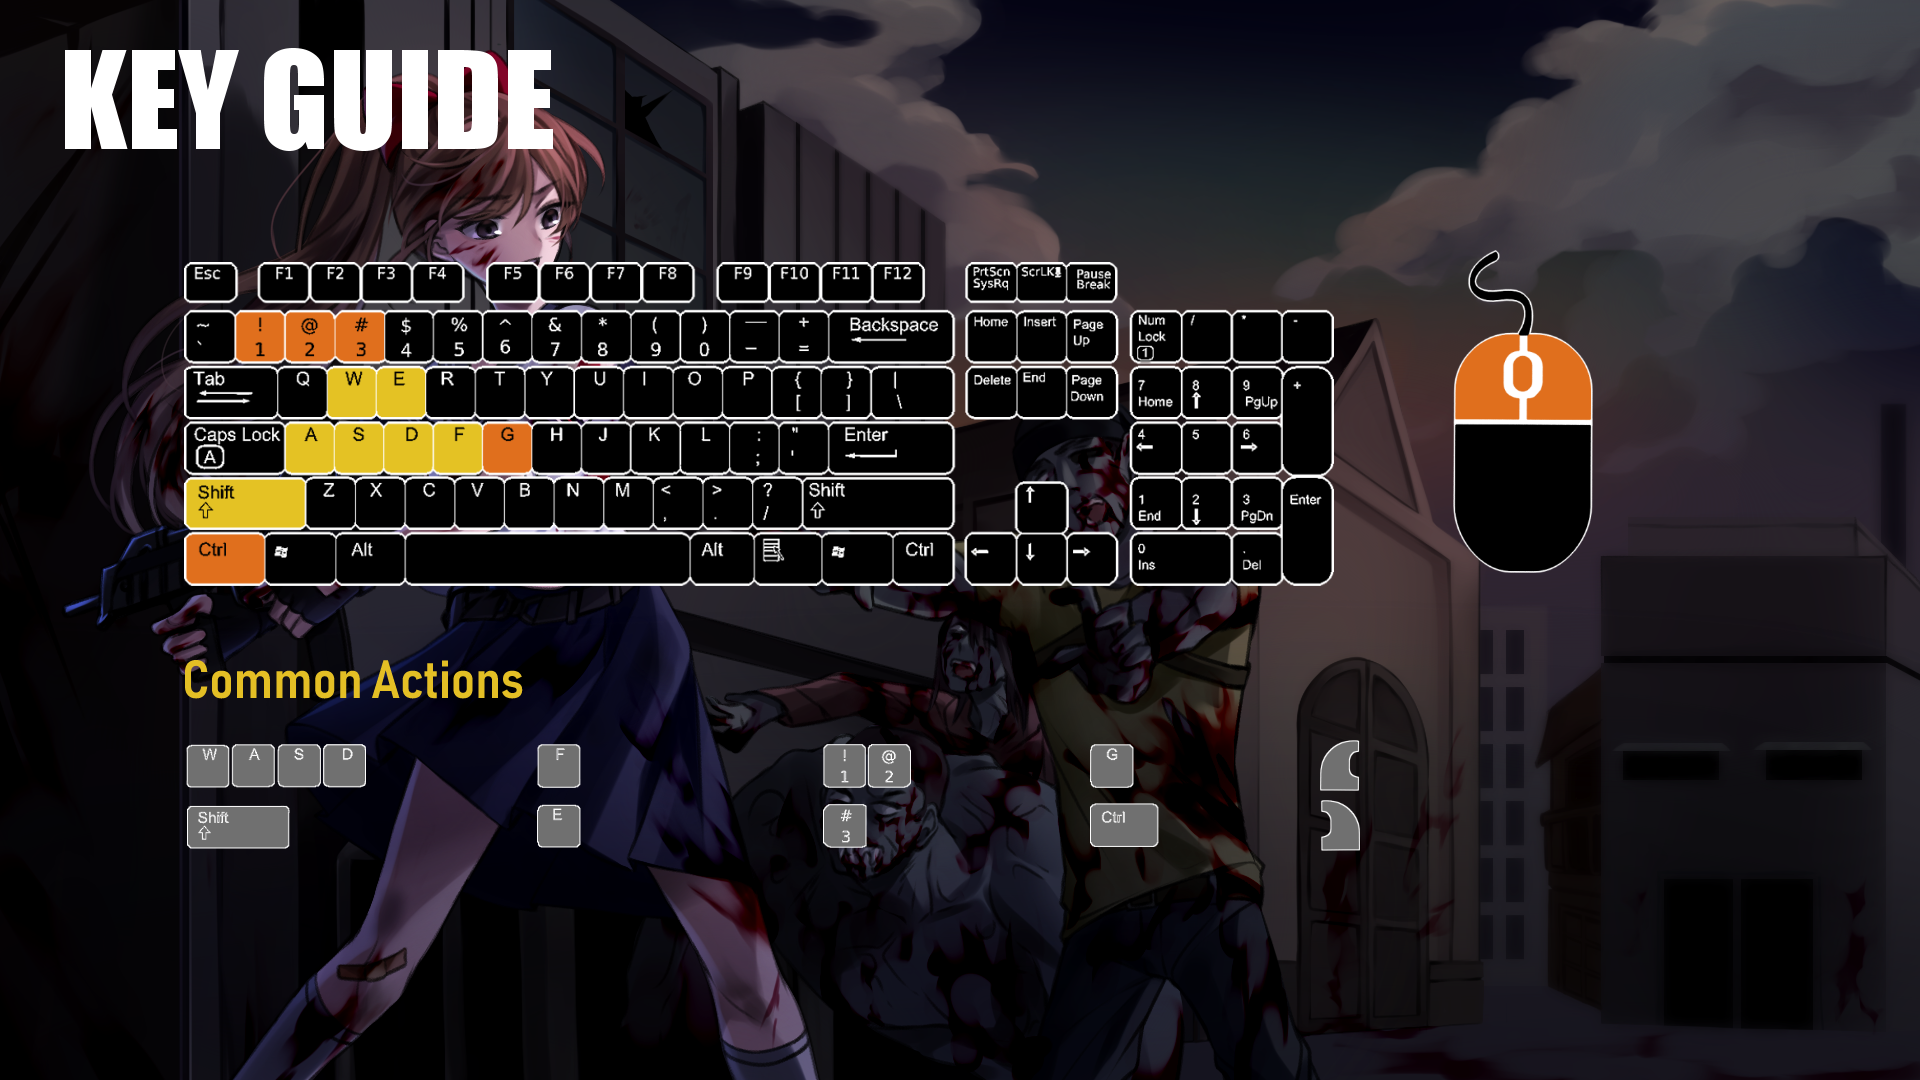 KEY GUIDE
Esc F1 F2 F3 F4 F5 F6 F7 F8 F9 F10 F11 F12 PrtScn SysRq ScrLK Pause Break
~ ` ! 1 @ 2 # 3 $ 4 % 5 ^ 6 & 7 * 8 ( 9 ) 0 — – + = Backspace Home Insert Page Up Num Lock 1 / * -
Tab Q W E R T Y U I O P { [ } ] | \ Delete End Page Down 7 Home 8 9 PgUp +
Caps Lock A A S D F G H J K L : ; " ' Enter 4 5 6
Shift Z X C V B N M < , > . ? / Shift 1 End 2 3 PgDn Enter
Ctrl Alt Alt Ctrl 0 Ins . Del
Common Actions
W A S D F ! 1 @ 2 G
Shift E # 3 Ctrl